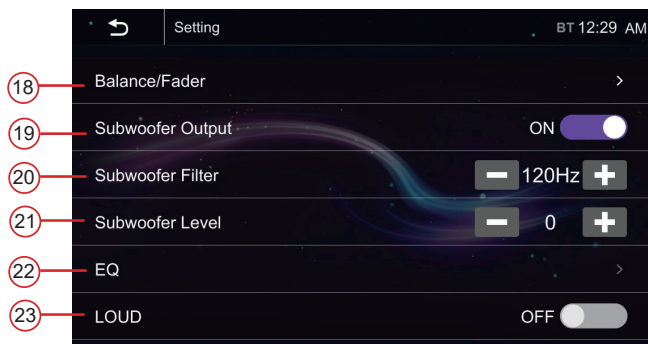 Setting BT 12:29 AM
18 Balance/Fader >
19 Subwoofer Output ON
20 Subwoofer Filter 120Hz
21 Subwoofer Level 0
22 EQ >
23 LOUD OFF